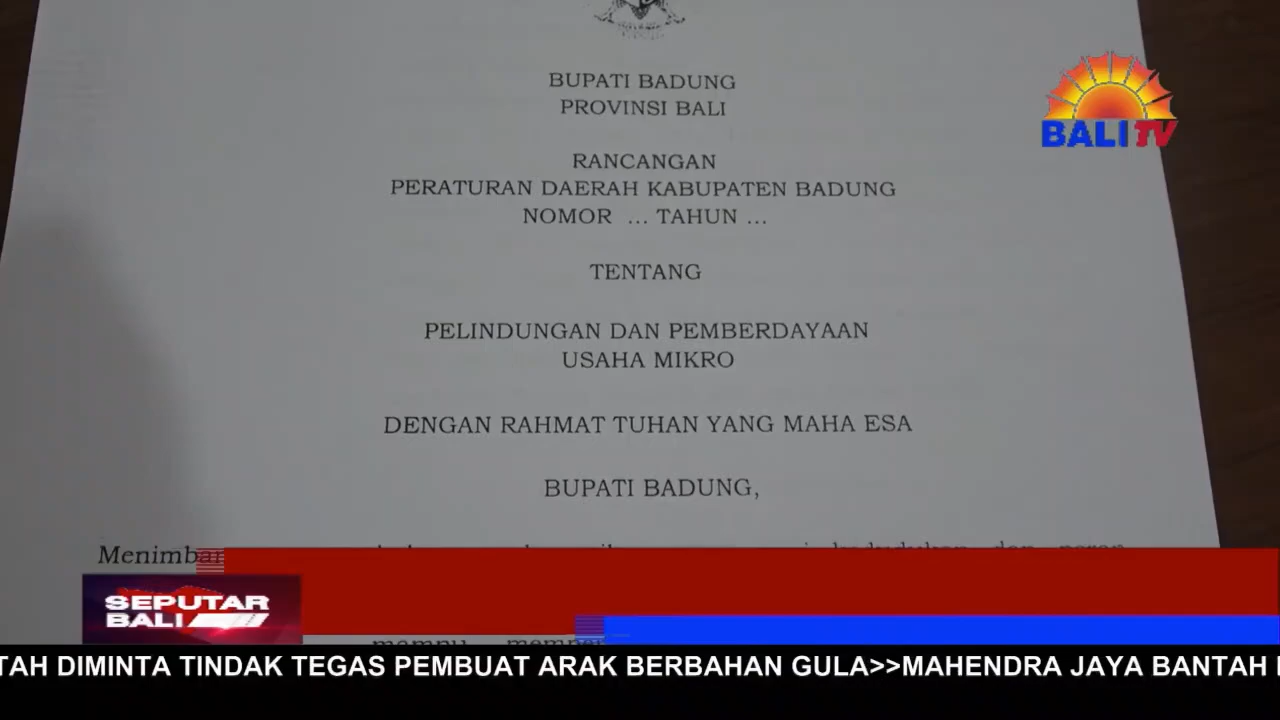 BUPATI BADUNG
PROVINSI BALI
RANCANGAN
PERATURAN DAERAH KABUPATEN BADUNG
NOMOR ... TAHUN ...
TENTANG
PELINDUNGAN DAN PEMBERDAYAAN
USAHA MIKRO
DENGAN RAHMAT TUHAN YANG MAHA ESA
BUPATI BADUNG,
BALI TV
SEPUTAR
BALI
TAH DIMINTA TINDAK TEGAS PEMBUAT ARAK BERBAHAN GULA>>MAHENDRA JAYA BANTAH